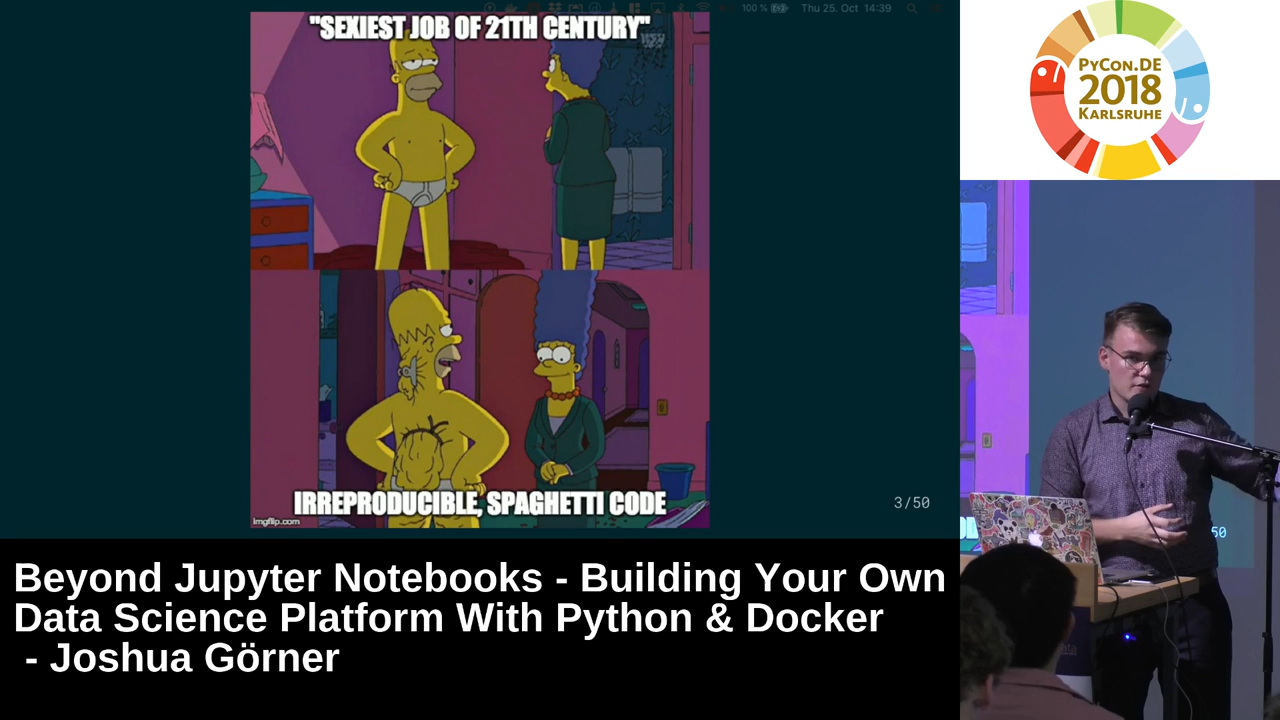 100 %
Thu 25. Oct 14:39
"SEXIEST JOB OF 21TH CENTURY"
IRREPRODUCIBLE, SPAGHETTI CODE
imgflip.com
3/50
PYCON.DE
2018
KARLSRUHE
50
Beyond Jupyter Notebooks - Building Your Own
Data Science Platform With Python & Docker
- Joshua Görner